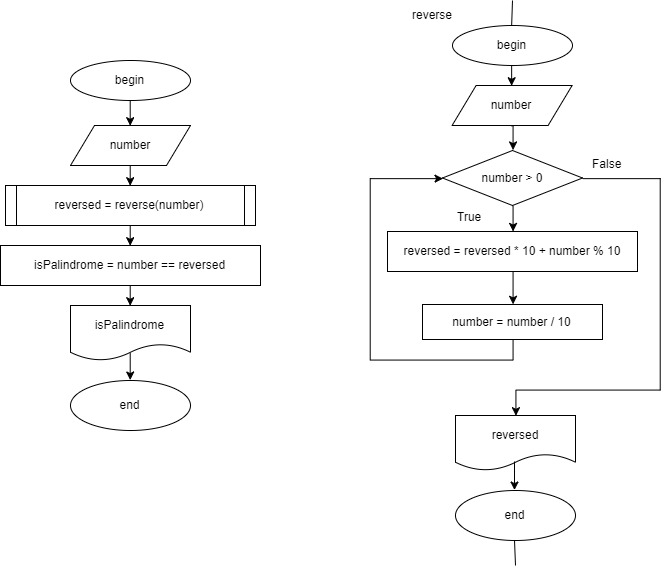 begin
number
reversed = reverse(number)
isPalindrome = number == reversed
isPalindrome
end
reverse
begin
number
number > 0
False
True
reversed = reversed * 10 + number % 10
number = number / 10
reversed
end